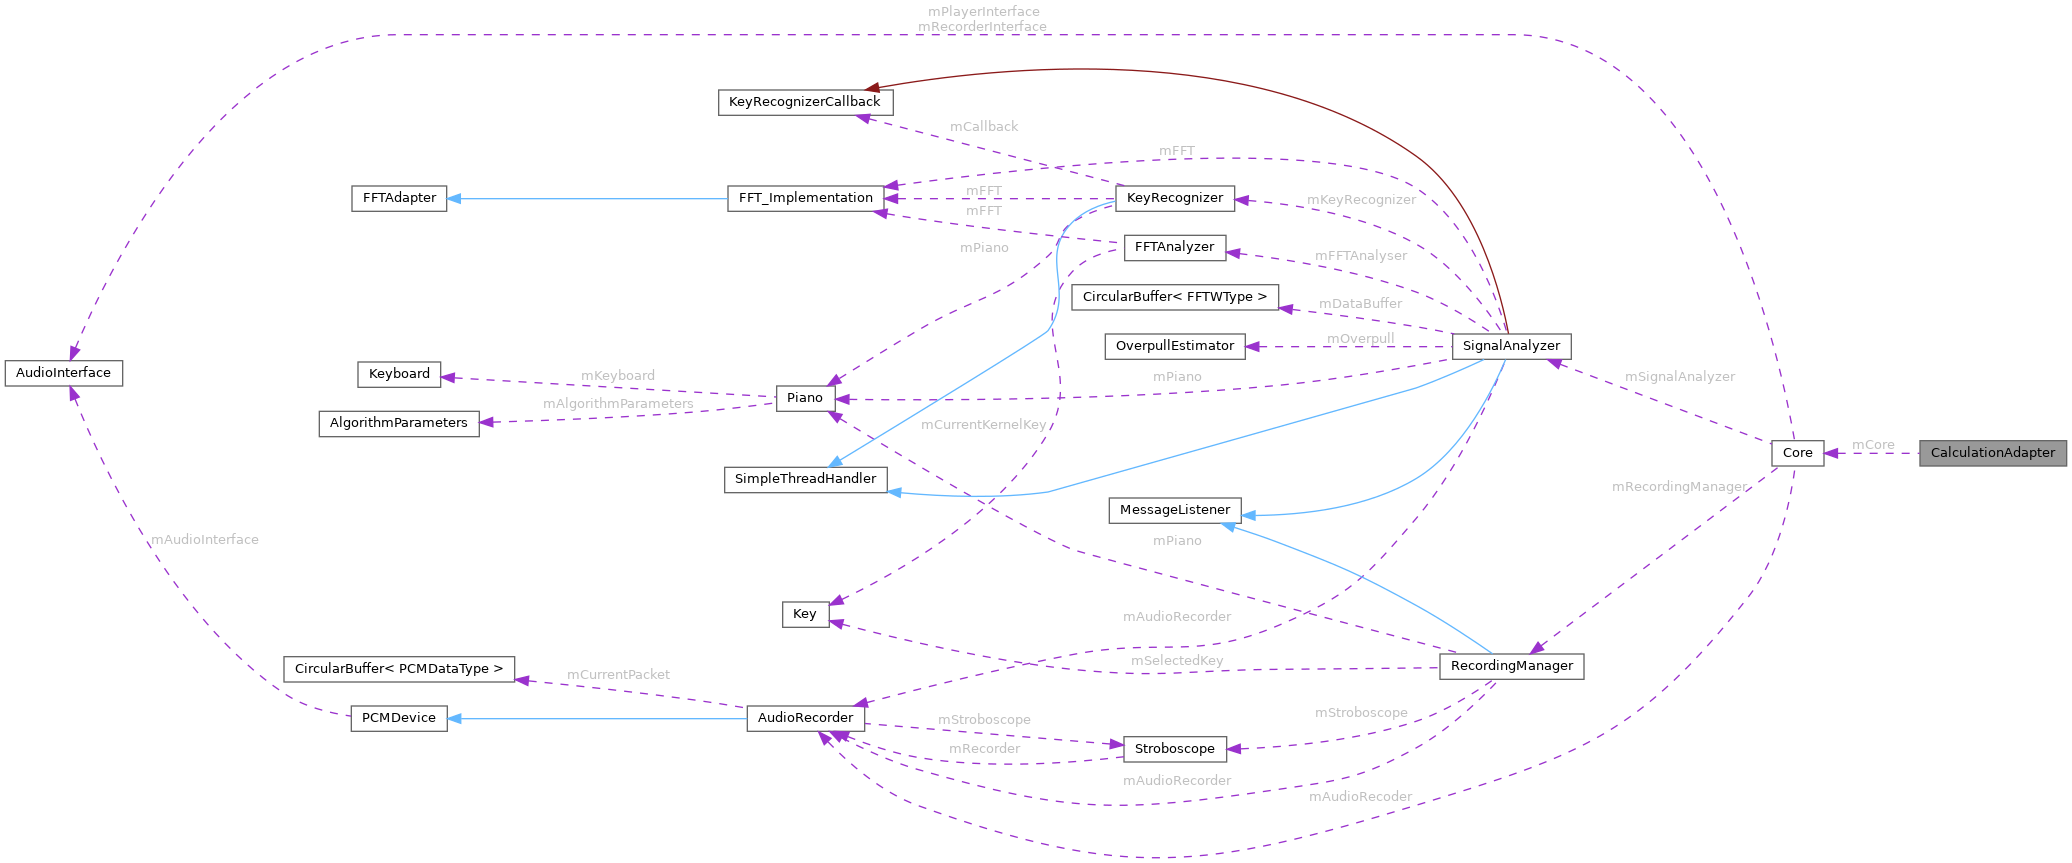 mPlayerInterface
mRecorderInterface
KeyRecognizerCallback
mCallback
mFFT
FFTAdapter
FFT_Implementation
mFFT
KeyRecognizer
mKeyRecognizer
mFFT
mPiano
FFTAnalyzer
mFFTAnalyser
CircularBuffer< FFTWType >
mDataBuffer
OverpullEstimator
mOverpull
SignalAnalyzer
AudioInterface
Keyboard
mKeyboard
mPiano
mSignalAnalyzer
Piano
mAlgorithmParameters
AlgorithmParameters
mCurrentKernelKey
mCore
Core
CalculationAdapter
SimpleThreadHandler
mRecordingManager
MessageListener
mAudioInterface
mPiano
Key
mAudioRecorder
mSelectedKey
RecordingManager
CircularBuffer< PCMDataType >
mCurrentPacket
PCMDevice
AudioRecorder
mStroboscope
mStroboscope
mRecorder
Stroboscope
mAudioRecorder
mAudioRecoder